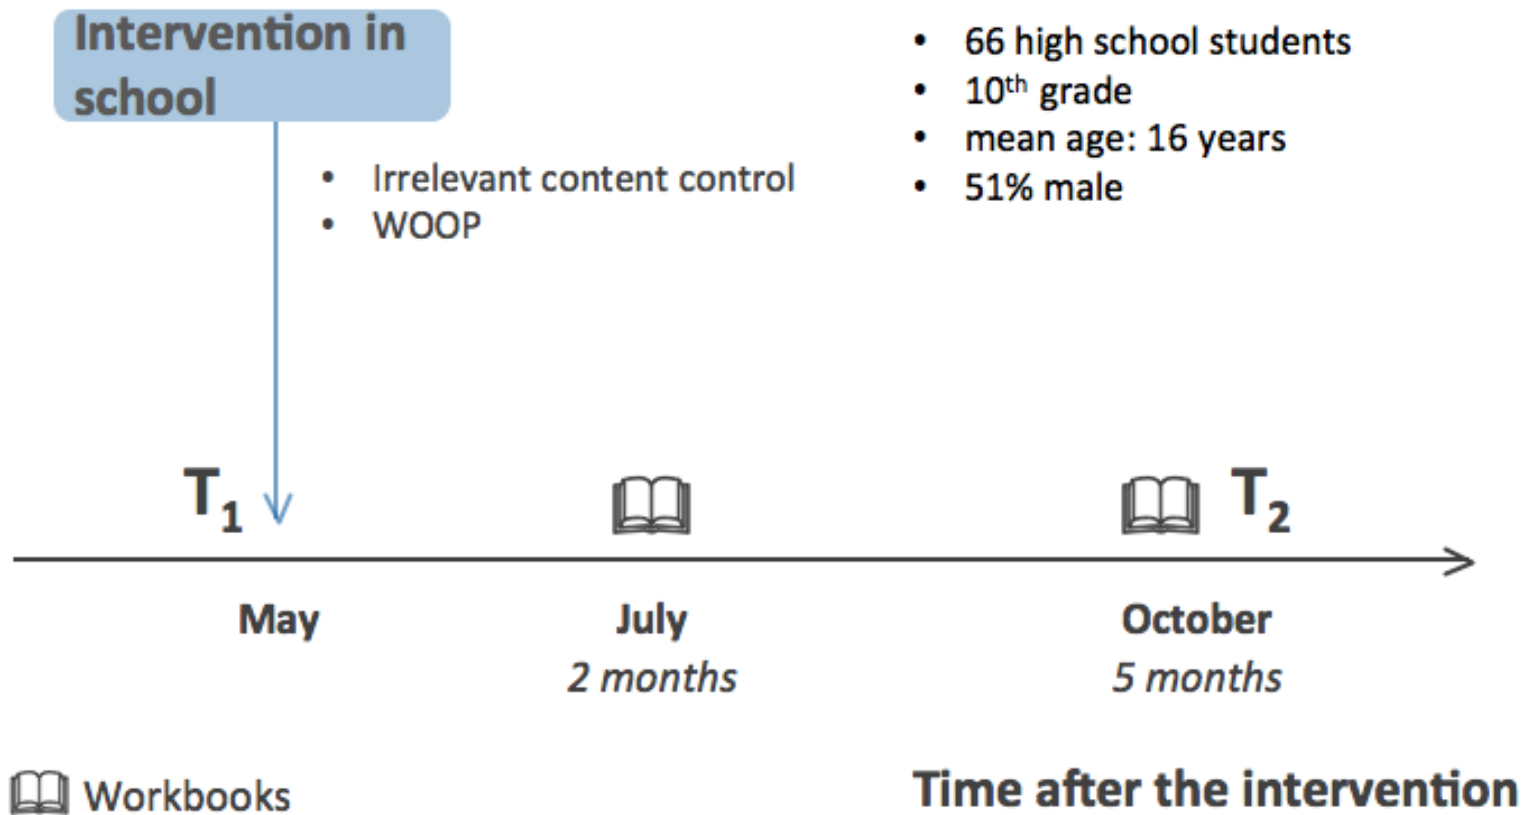 Intervention in
school
• Irrelevant content control
• WOOP
• 66 high school students
• 10th grade
• mean age: 16 years
• 51% male
T1
T2
May
July
October
2 months
5 months
Workbooks
Time after the intervention